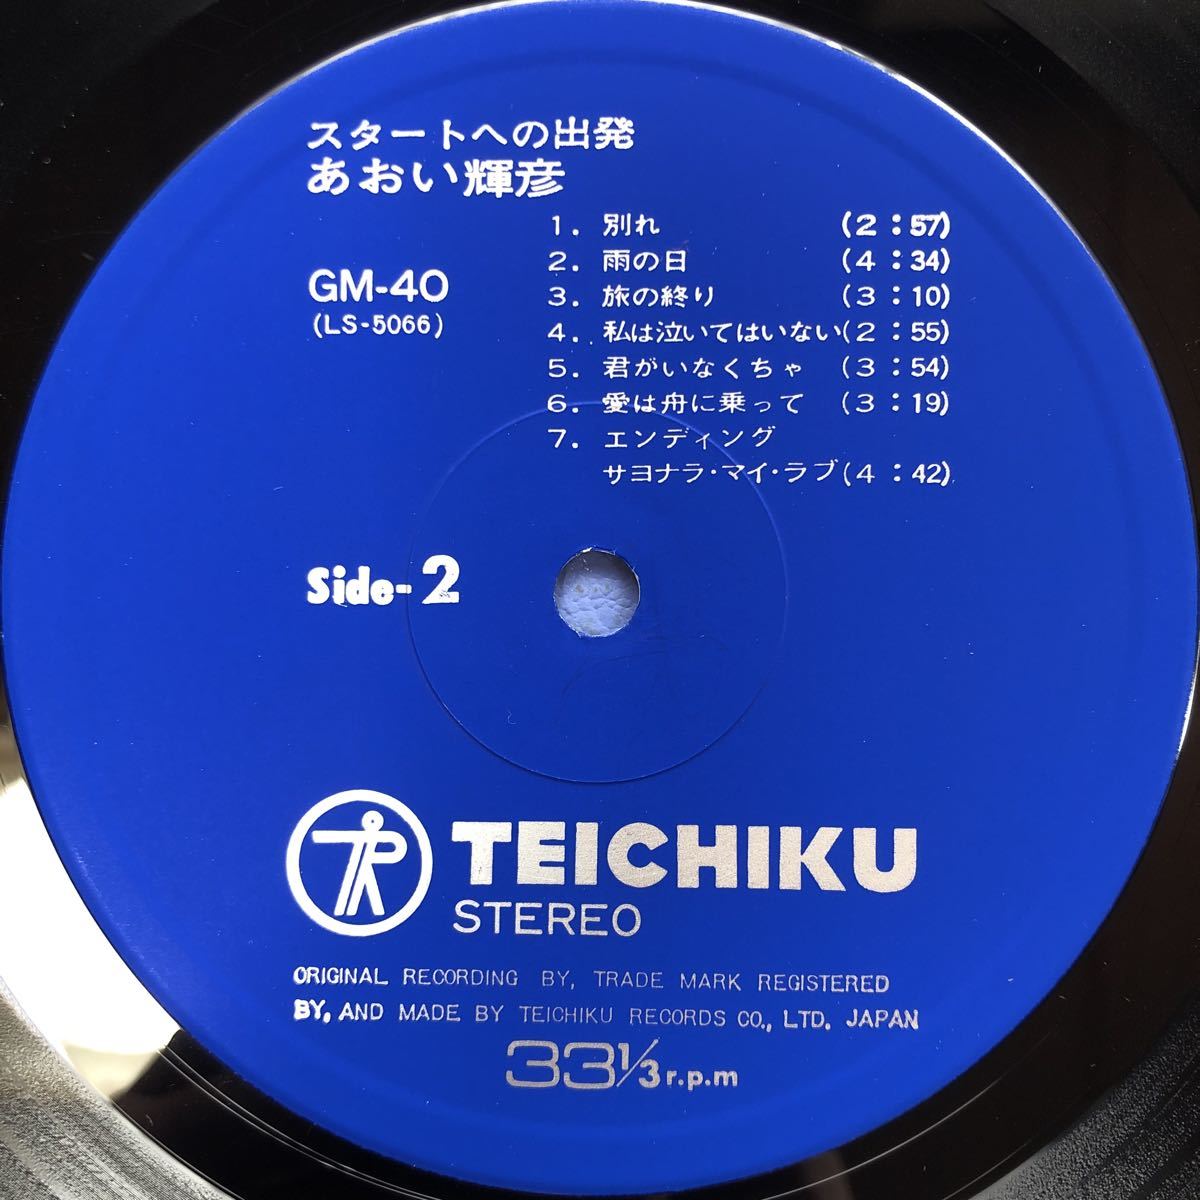 スタートへの出発
あおい輝彦
GM-40
(LS-5066)
1. 別れ (2:57)
2. 雨の日 (4:34)
3. 旅の終り (3:10)
4. 私は泣いてはいない (2:55)
5. 君がいなくちゃ (3:54)
6. 愛は舟に乗って (3:19)
7. エンディング
サヨナラ・マイ・ラブ (4:42)
Side-2
TEICHIKU
STEREO
ORIGINAL RECORDING BY, TRADE MARK REGISTERED
BY, AND MADE BY TEICHIKU RECORDS CO., LTD. JAPAN
33 1/3 r.p.m